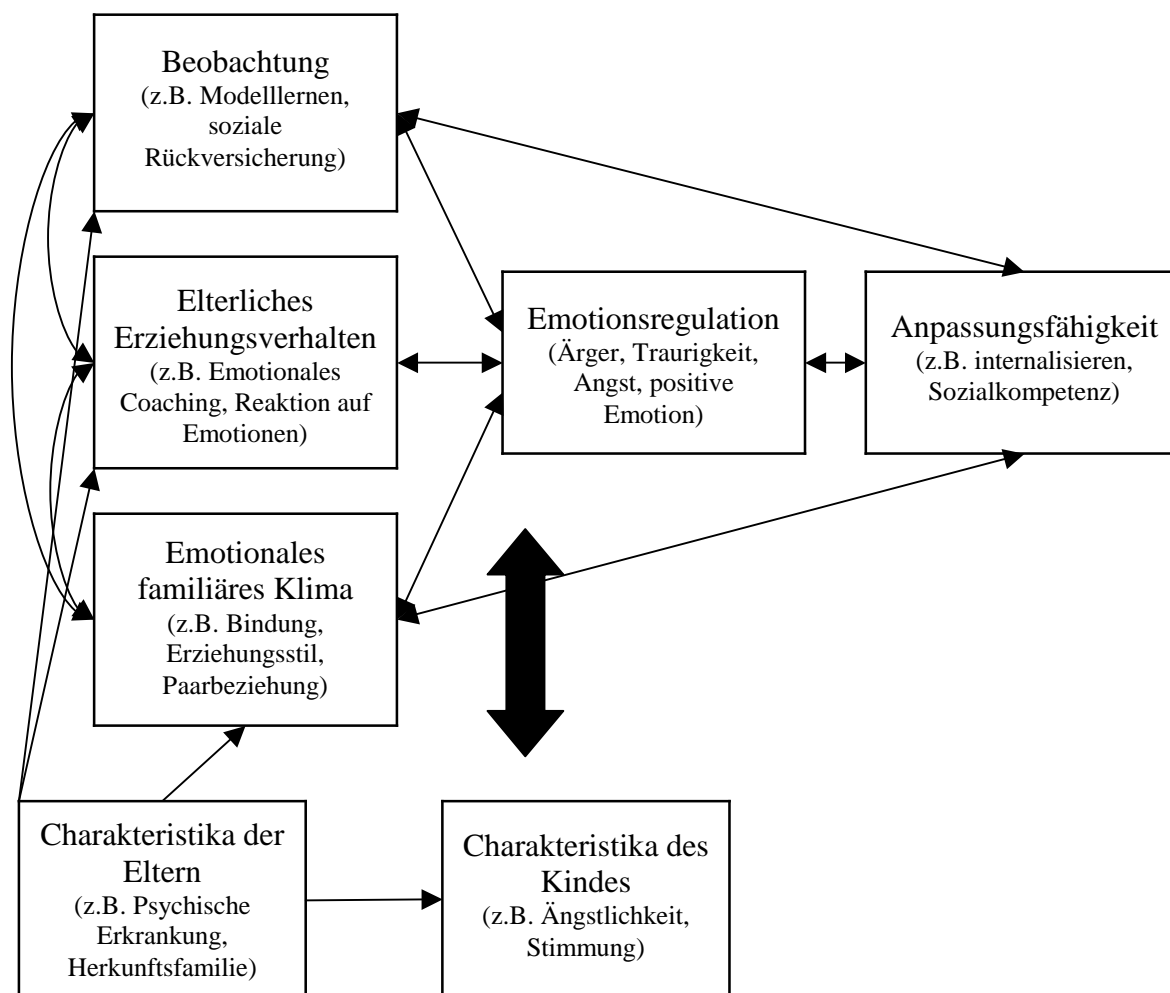 Beobachtung
(z.B. Modelllernen,
soziale
Rückversicherung)
Elterliches
Erziehungsverhalten
(z.B. Emotionales
Coaching, Reaktion auf
Emotionen)
Emotionsregulation
(Ärger, Traurigkeit,
Angst, positive
Emotion)
Anpassungsfähigkeit
(z.B. internalisieren,
Sozialkompetenz)
Emotionales
familiäres Klima
(z.B. Bindung,
Erziehungsstil,
Paarbeziehung)
Charakteristika der
Eltern
(z.B. Psychische
Erkrankung,
Herkunftsfamilie)
Charakteristika des
Kindes
(z.B. Ängstlichkeit,
Stimmung)